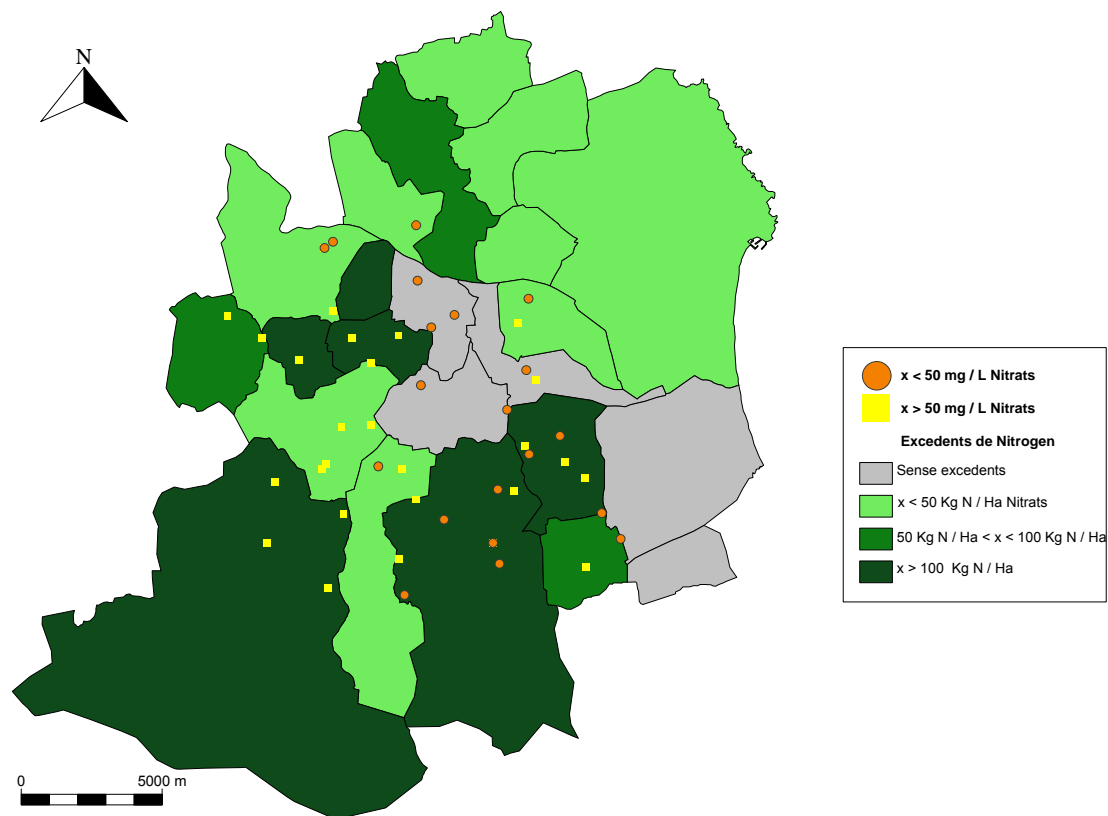 N
x < 50 mg / L Nitrats
x > 50 mg / L Nitrats
Excedents de Nitrogen
Sense excedents
x < 50 Kg N / Ha Nitrats
50 Kg N / Ha < x < 100 Kg N / Ha
x > 100 Kg N / Ha
0 5000 m